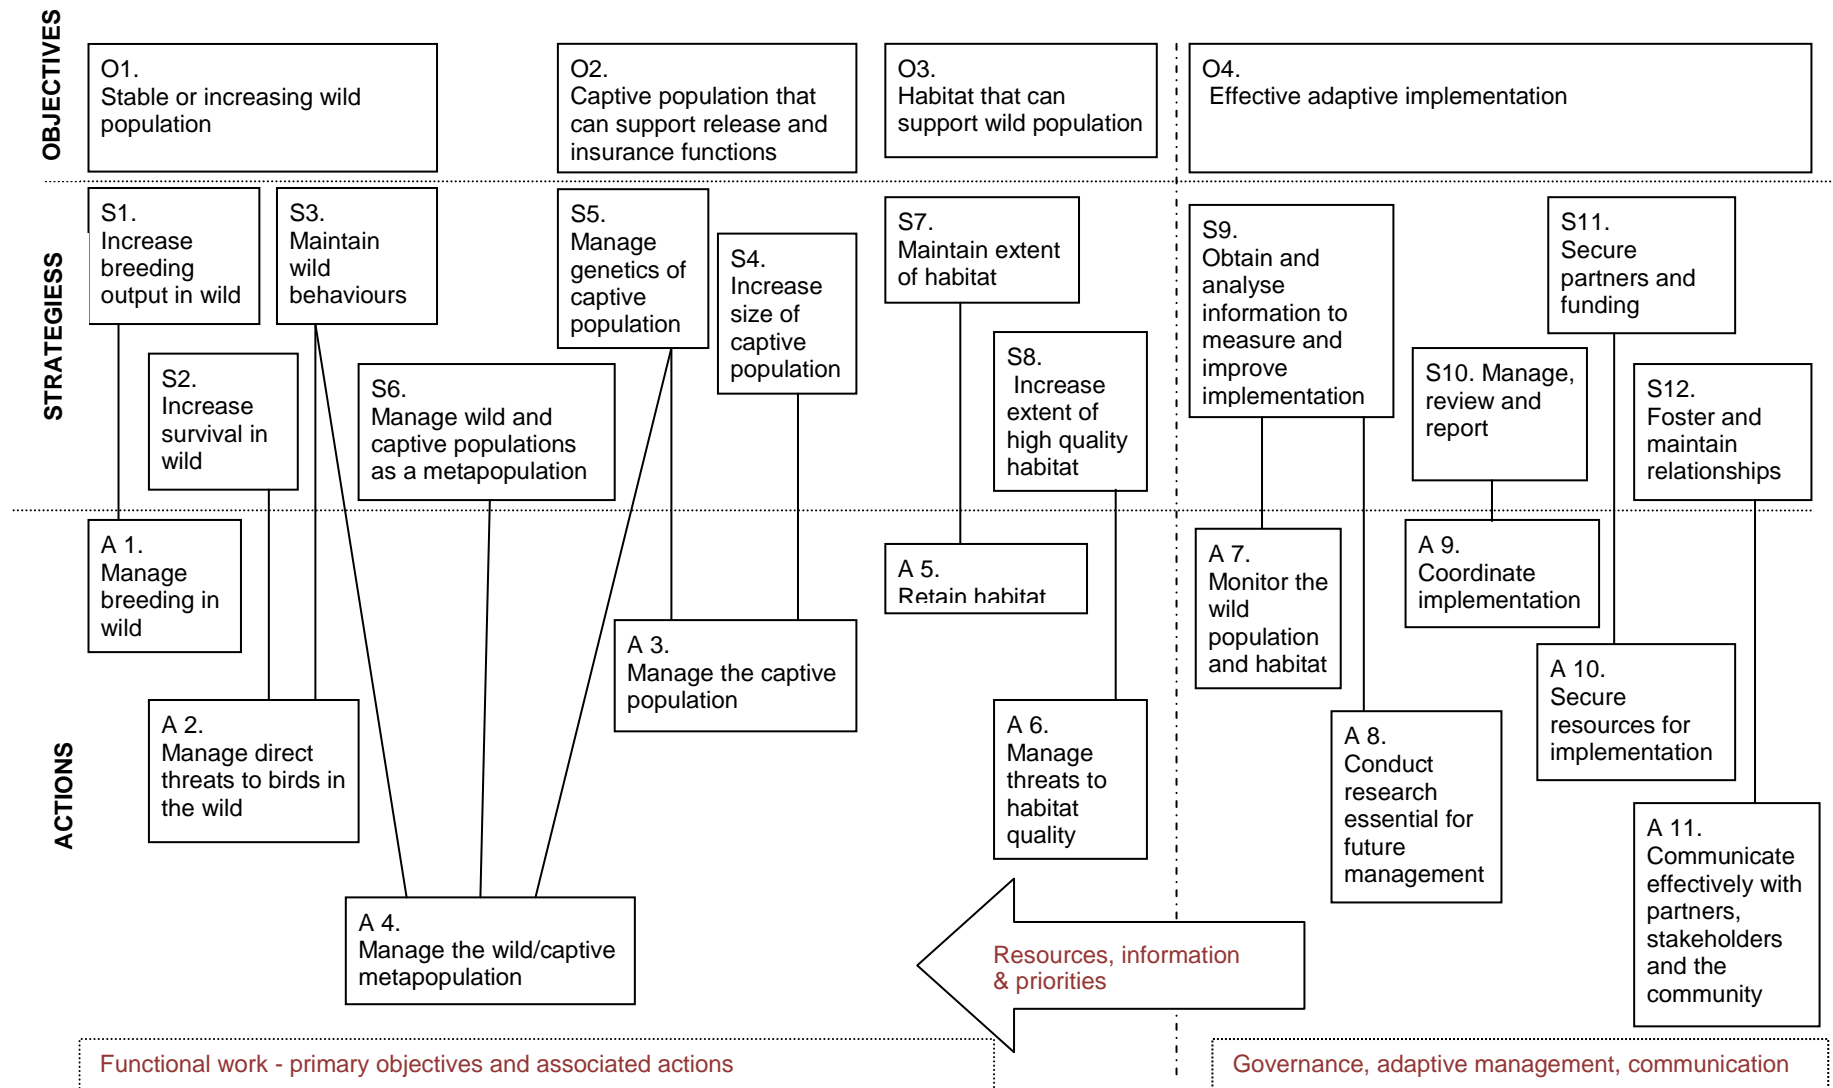 OBJECTIVES
O1.
Stable or increasing wild
population
O2.
Captive population that
can support release and
insurance functions
O3.
Habitat that can
support wild population
O4.
Effective adaptive implementation
STRATEGIESS
S1.
Increase
breeding
output in wild
S3.
Maintain
wild
behaviours
S5.
Manage
genetics of
captive
population
S4.
Increase
size of
captive
population
S7.
Maintain extent
of habitat
S9.
Obtain and
analyse
information to
measure and
improve
implementation
S11.
Secure
partners and
funding
S2.
Increase
survival in
wild
S6.
Manage wild and
captive populations
as a metapopulation
S8.
Increase
extent of
high quality
habitat
S10. Manage,
review and
report
S12.
Foster and
maintain
relationships
ACTIONS
A 1.
Manage
breeding in
wild
A 2.
Manage direct
threats to birds in
the wild
A 3.
Manage the captive
population
A 4.
Manage the wild/captive
metapopulation
A 5.
Retain habitat
A 6.
Manage
threats to
habitat
quality
A 7.
Monitor the
wild
population
and habitat
A 8.
Conduct
research
essential for
future
management
A 9.
Coordinate
implementation
A 10.
Secure
resources for
implementation
A 11.
Communicate
effectively with
partners,
stakeholders
and the
community
Resources, information
& priorities
Functional work - primary objectives and associated actions
Governance, adaptive management, communication